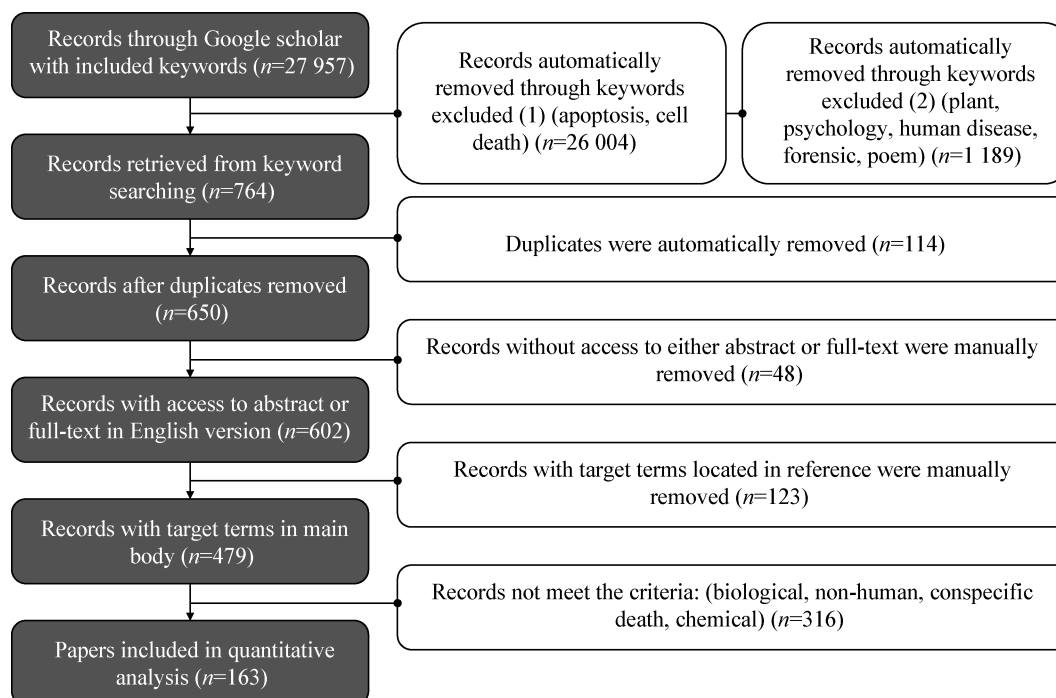 Records through Google scholar
with included keywords (n=27 957)
Records automatically
removed through keywords
excluded (1) (apoptosis, cell
death) (n=26 004)
Records automatically
removed through keywords
excluded (2) (plant,
psychology, human disease,
forensic, poem) (n=1 189)
Records retrieved from keyword
searching (n=764)
Duplicates were automatically removed (n=114)
Records after duplicates removed
(n=650)
Records without access to either abstract or full-text were manually
removed (n=48)
Records with access to abstract or
full-text in English version (n=602)
Records with target terms located in reference were manually
removed (n=123)
Records with target terms in main
body (n=479)
Records not meet the criteria: (biological, non-human, conspecific
death, chemical) (n=316)
Papers included in quantitative
analysis (n=163)